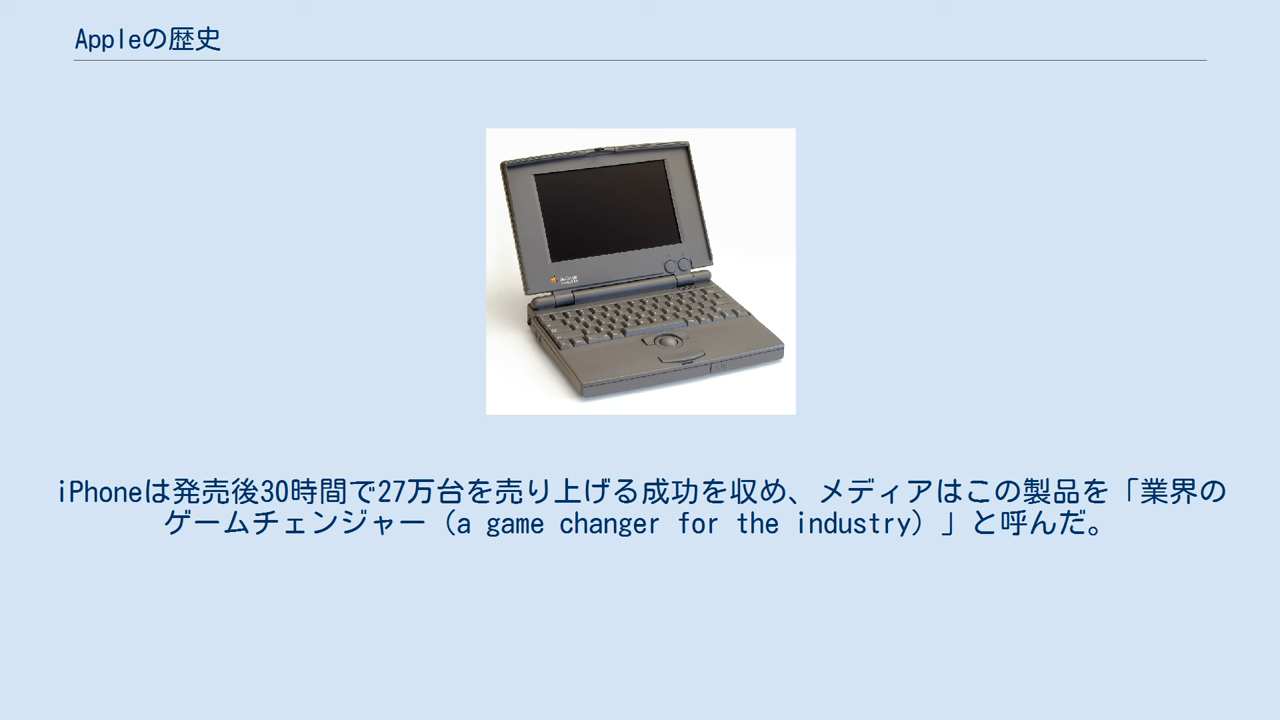 Appleの歴史
iPhoneは発売後30時間で27万台を売り上げる成功を収め、メディアはこの製品を「業界の
ゲームチェンジャー（a game changer for the industry）」と呼んだ。